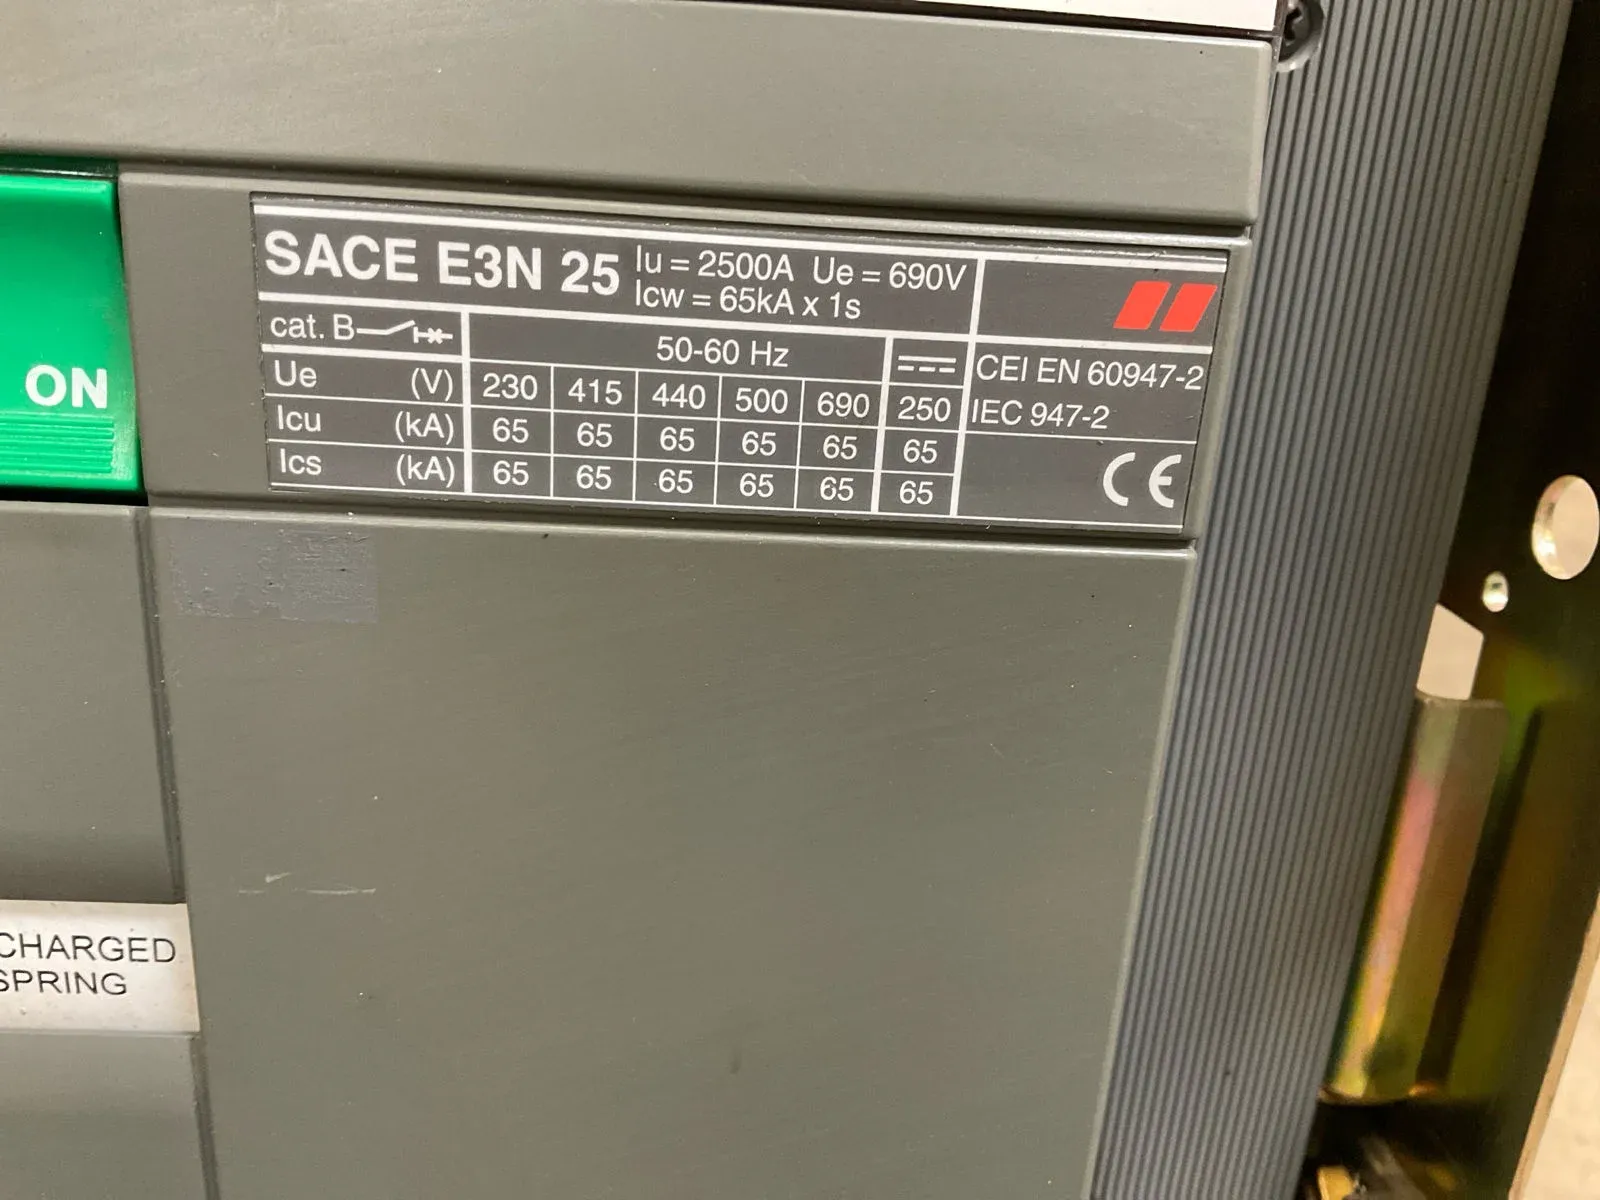 ON
SACE E3N 25
Iu = 2500A Ue = 690V
Icw = 65kA x 1s
cat. B
50-60 Hz
CEI EN 60947-2
IEC 947-2
Ue (V) 230 415 440 500 690 250
Icu (kA) 65 65 65 65 65 65
Ics (kA) 65 65 65 65 65 65
CE
CHARGED
SPRING